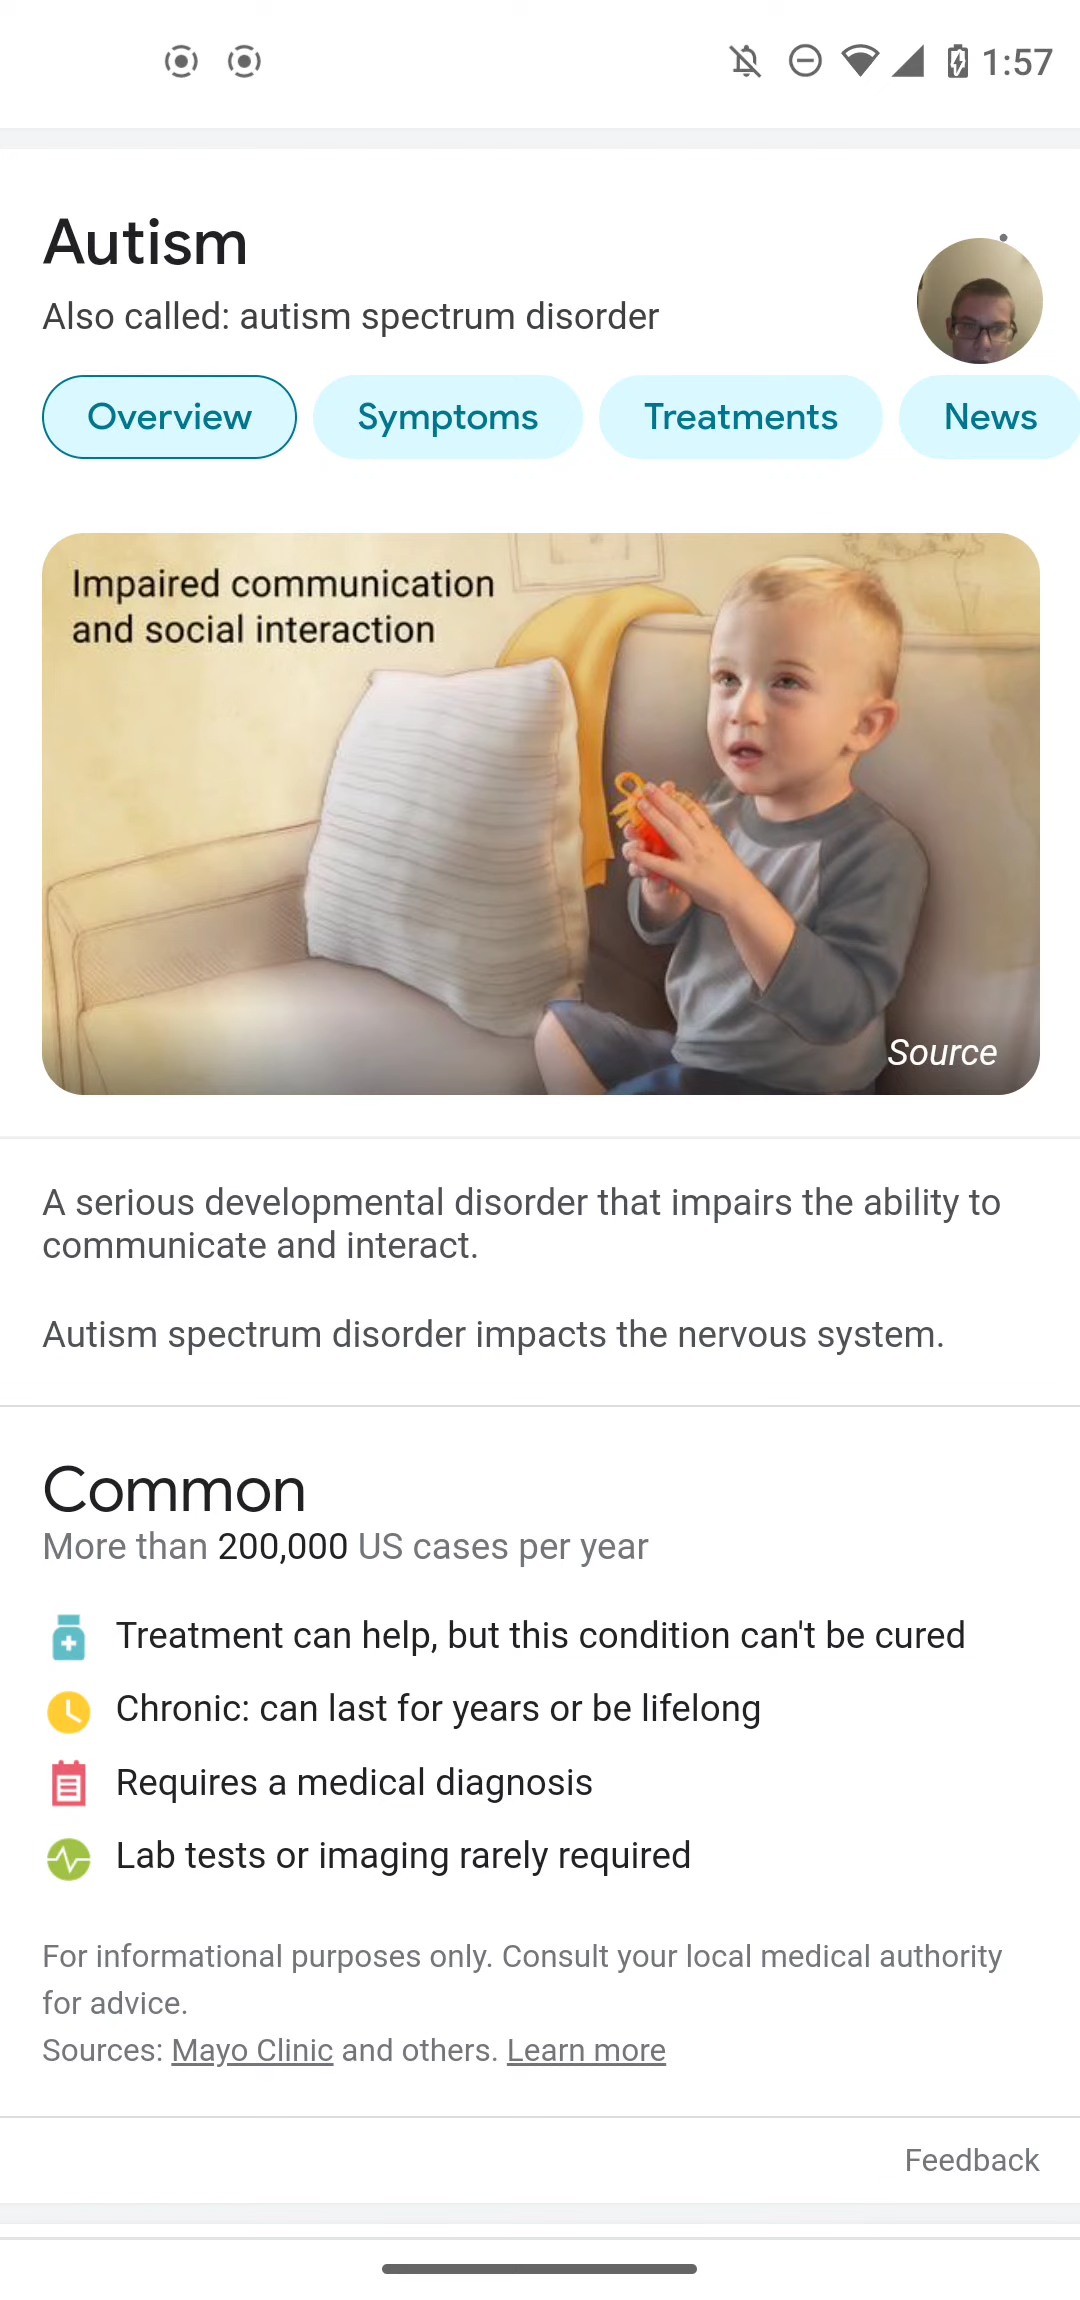 1:57
Autism
Also called: autism spectrum disorder
Overview
Symptoms
Treatments
News
Impaired communication
and social interaction
Source
A serious developmental disorder that impairs the ability to
communicate and interact.
Autism spectrum disorder impacts the nervous system.
Common
More than 200,000 US cases per year
Treatment can help, but this condition can't be cured
Chronic: can last for years or be lifelong
Requires a medical diagnosis
Lab tests or imaging rarely required
For informational purposes only. Consult your local medical authority
for advice.
Sources: Mayo Clinic and others. Learn more
Feedback